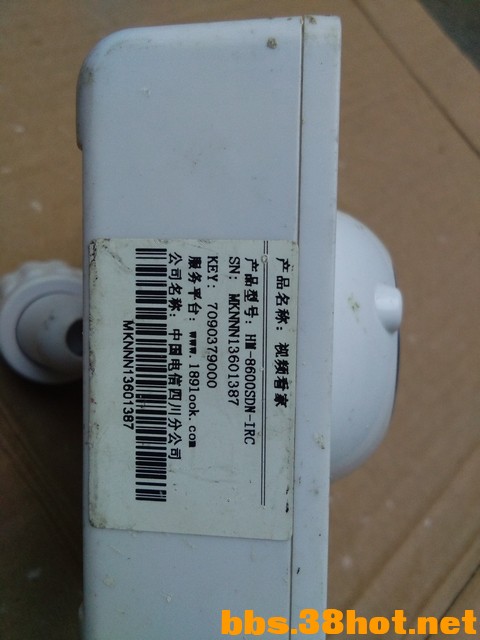 产品名称: 视频看家
产品型号: HM-8600SDN-IRC
SN: MKNNN13601387
KEY: 7090379000
服务平台: www.189look.com
公司名称: 中国电信四川分公司
MKNNN13601387
bbs.38hot.net